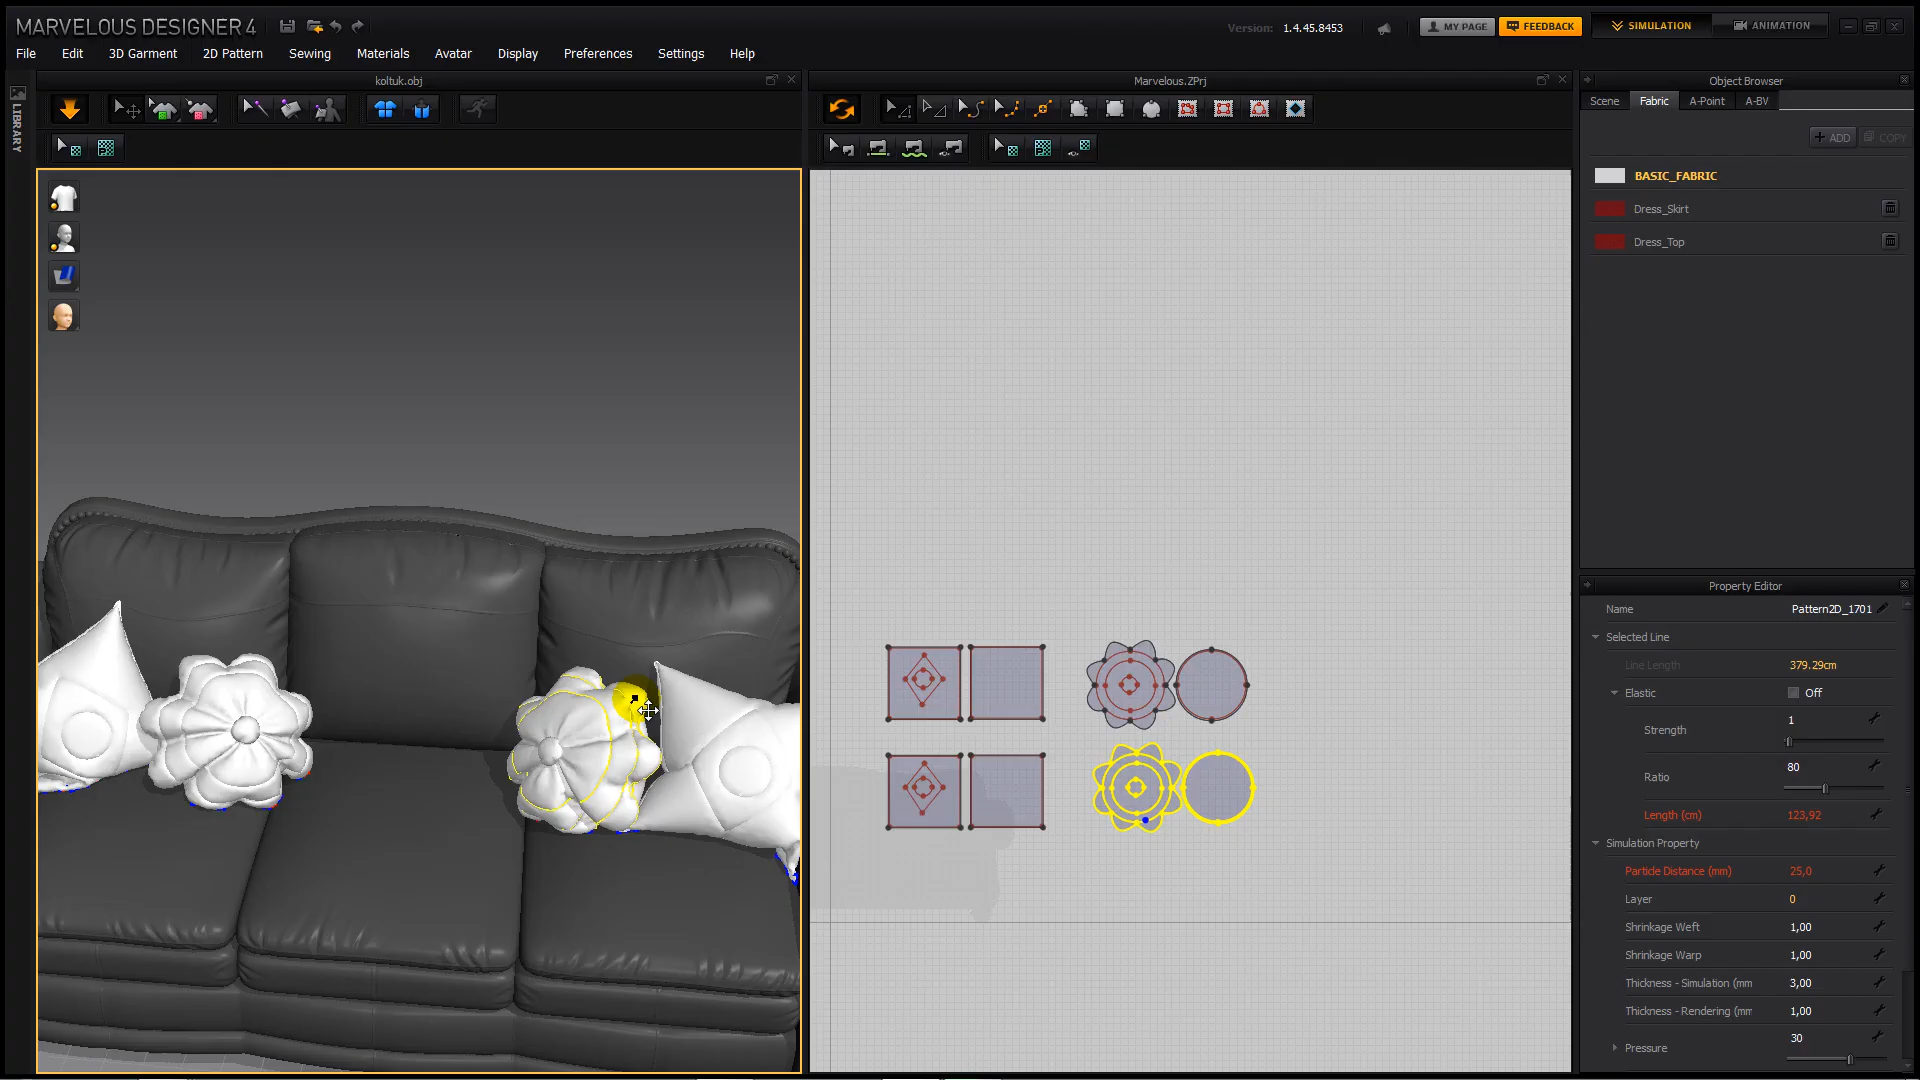 MARVELOUS DESIGNER 4
Version: 1.4.45.8453
MY PAGE
FEEDBACK
SIMULATION
ANIMATION
File Edit 3D Garment 2D Pattern Sewing Materials Avatar Display Preferences Settings Help
koltuk.obj
Marvelous.ZPrj
Object Browser
Scene Fabric A-Point A-BV
LIBRARY
+ ADD COPY
BASIC_FABRIC
Dress_Skirt
Dress_Top
Property Editor
Name Pattern2D_1701
Selected Line
Line Length 379.29cm
Elastic Off
Strength 1
Ratio 80
Length (cm) 123,92
Simulation Property
Particle Distance (mm) 25,0
Layer 0
Shrinkage Weft 1,00
Shrinkage Warp 1,00
Thickness - Simulation (mm 3,00
Thickness - Rendering (mm 1,00
Pressure 30